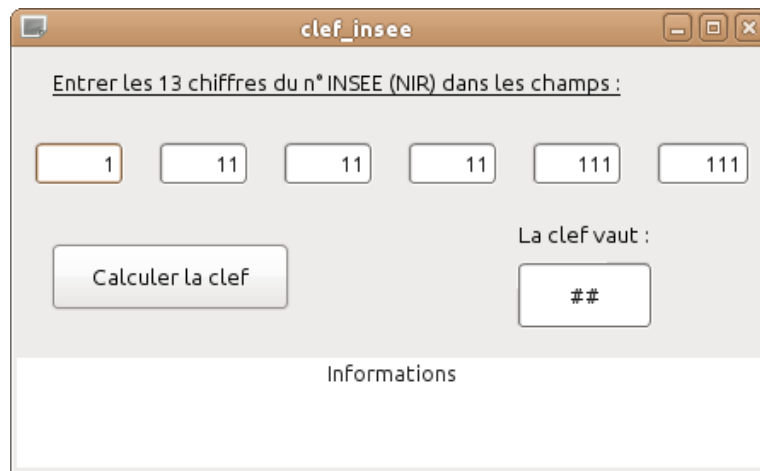 clef_insee
Entrer les 13 chiffres du n° INSEE (NIR) dans les champs :
1 11 11 11 111 111
La clef vaut :
Calculer la clef
##
Informations